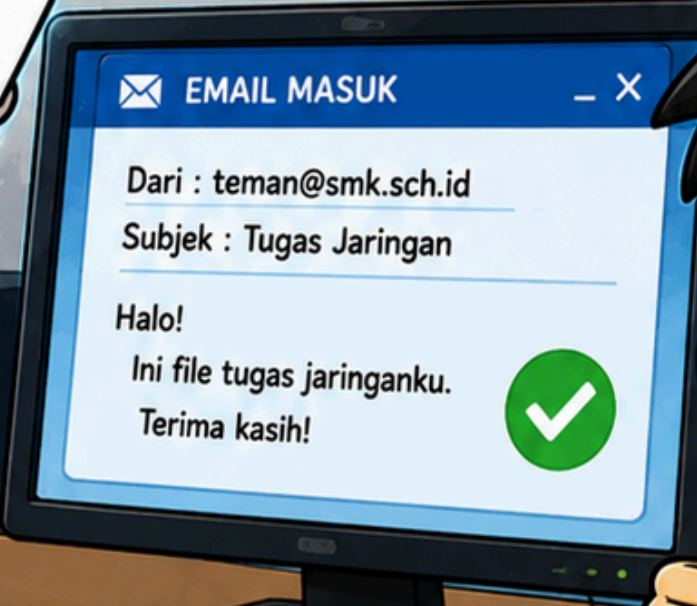 EMAIL MASUK
Dari : teman@smk.sch.id
Subjek : Tugas Jaringan
Halo!
Ini file tugas jaringanku.
Terima kasih!